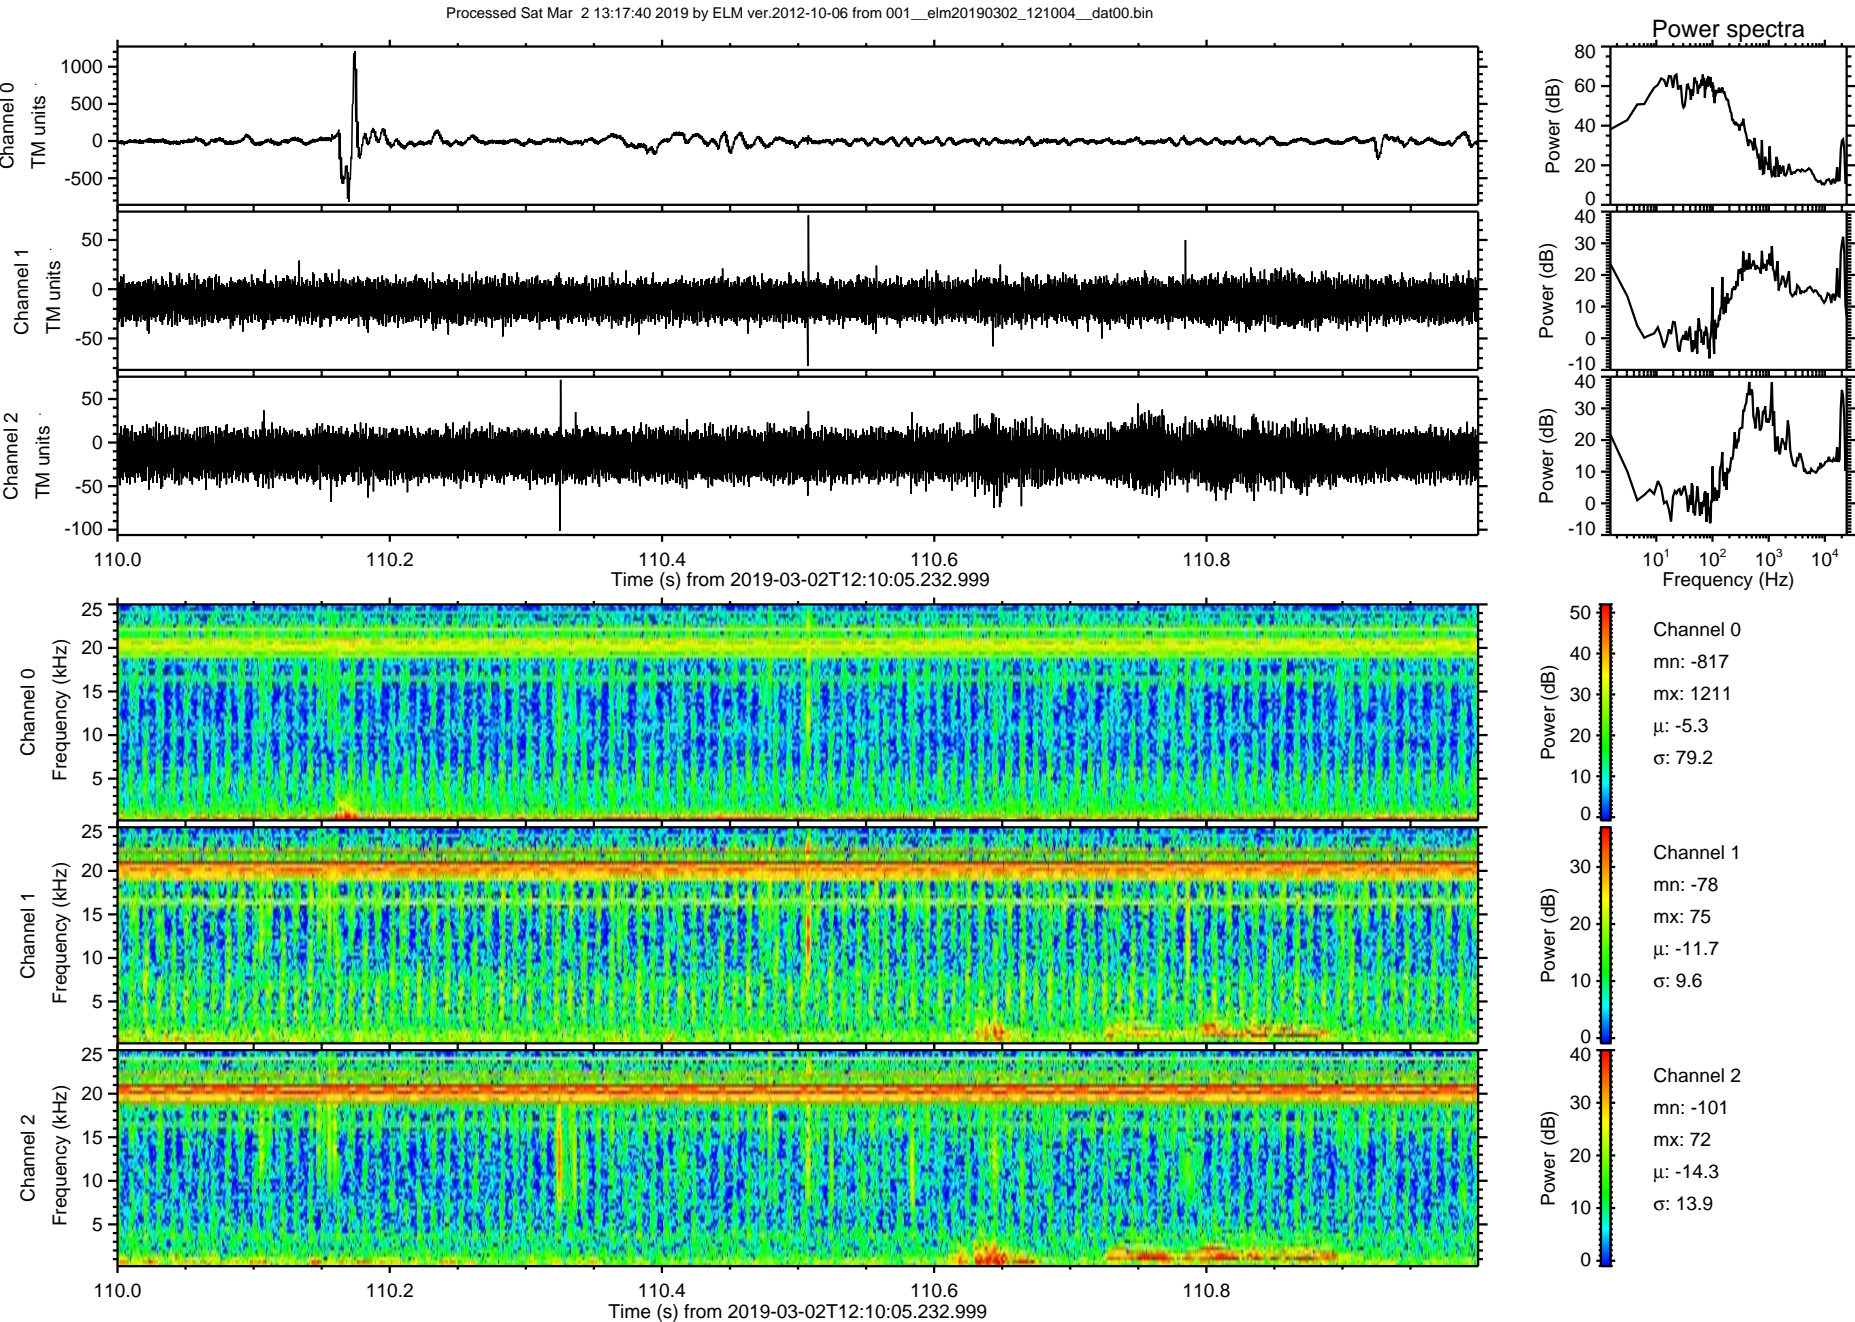 Processed Sat Mar  2 13:17:40 2019 by ELM ver.2012-10-06 from 001__elm20190302_121004__dat00.bin
Power spectra
Channel 0
TM units
1000
500
0
-500
Power (dB)
80
60
40
20
0
Channel 1
TM units
50
0
-50
Power (dB)
40
30
20
10
0
-10
Channel 2
TM units
50
0
-50
-100
Power (dB)
40
30
20
10
0
-10
110.0 110.2 110.4 110.6 110.8
Time (s) from 2019-03-02T12:10:05.232.999
10¹ 10² 10³ 10⁴
Frequency (Hz)
Channel 0
Frequency (kHz)
25
20
15
10
5
Power (dB)
50
40
30
20
10
0
Channel 0
mn: -817
mx: 1211
μ: -5.3
σ: 79.2
Channel 1
Frequency (kHz)
25
20
15
10
5
Power (dB)
30
20
10
0
Channel 1
mn: -78
mx: 75
μ: -11.7
σ: 9.6
Channel 2
Frequency (kHz)
25
20
15
10
5
Power (dB)
40
30
20
10
0
Channel 2
mn: -101
mx: 72
μ: -14.3
σ: 13.9
110.0 110.2 110.4 110.6 110.8
Time (s) from 2019-03-02T12:10:05.232.999